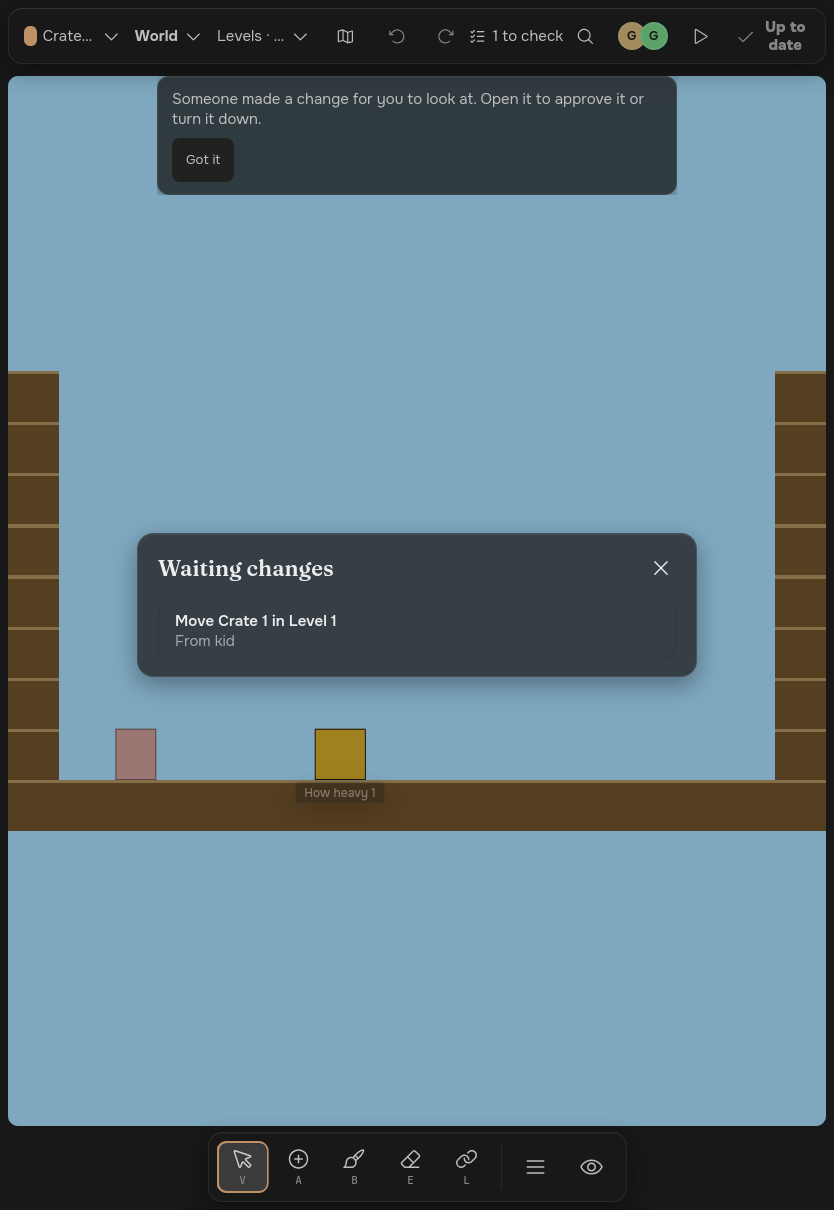 Crate... World Levels · ... 1 to check G G Up to
date
Someone made a change for you to look at. Open it to approve it or
turn it down.
Got it
Waiting changes
Move Crate 1 in Level 1
From kid
How heavy 1
V A B E L